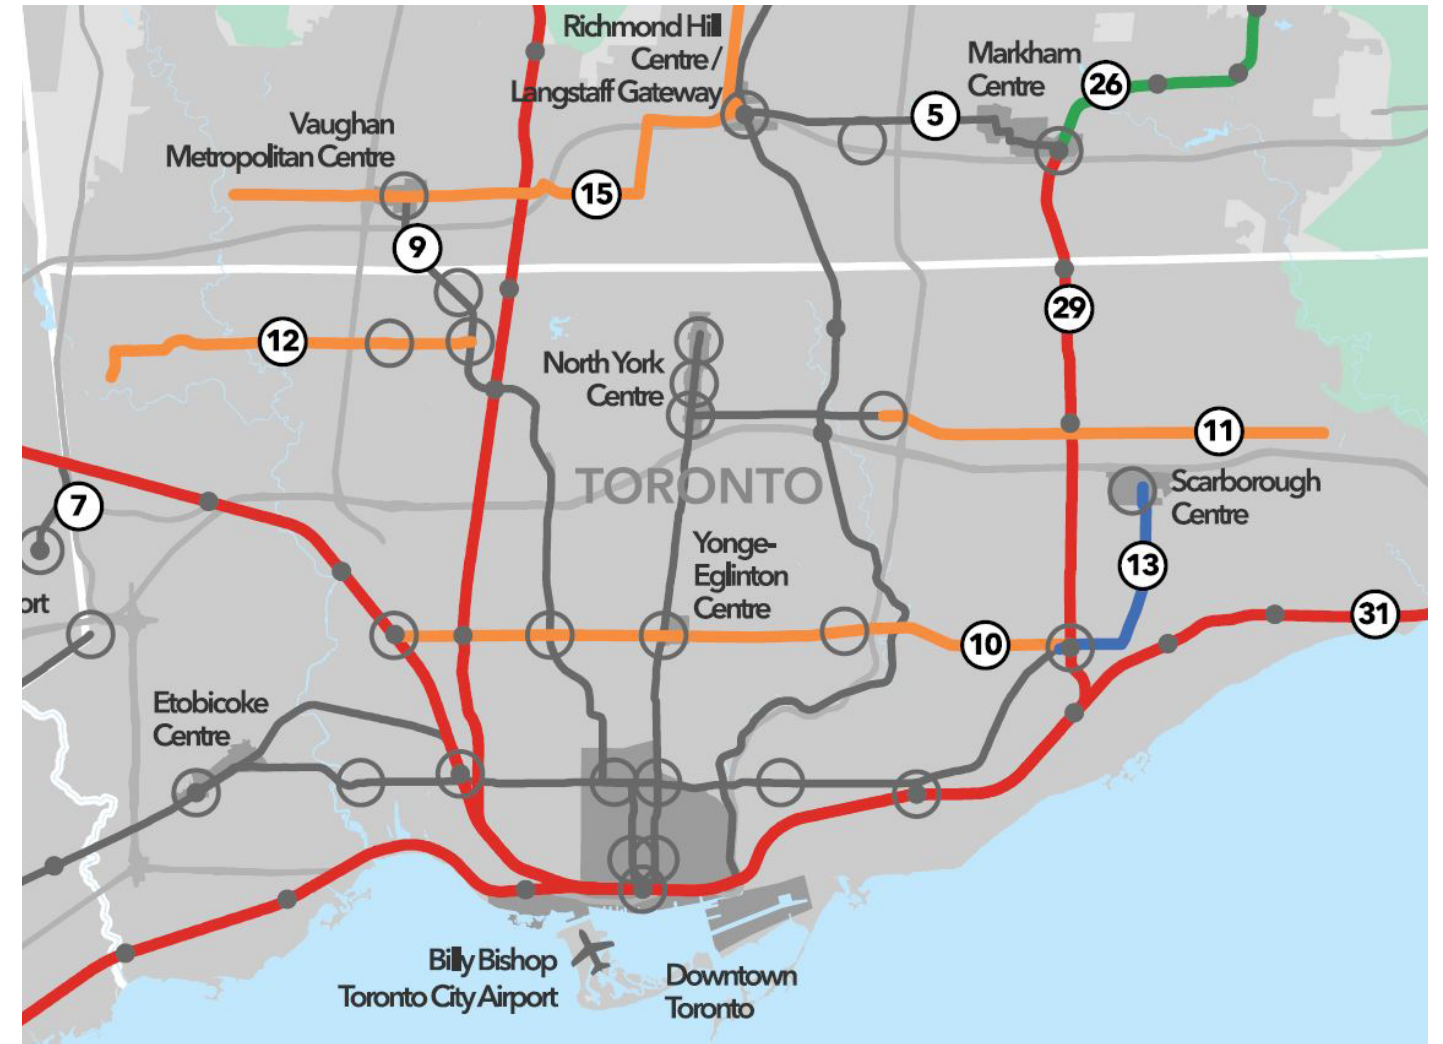 Richmond Hill
Centre /
Langstaff Gateway
Markham
Centre
26
5
Vaughan
Metropolitan Centre
15
9
29
12
North York
Centre
11
TORONTO
Scarborough
Centre
7
Yonge-
Eglinton
Centre
13
ort
31
10
Etobicoke
Centre
Billy Bishop
Toronto City Airport
Downtown
Toronto